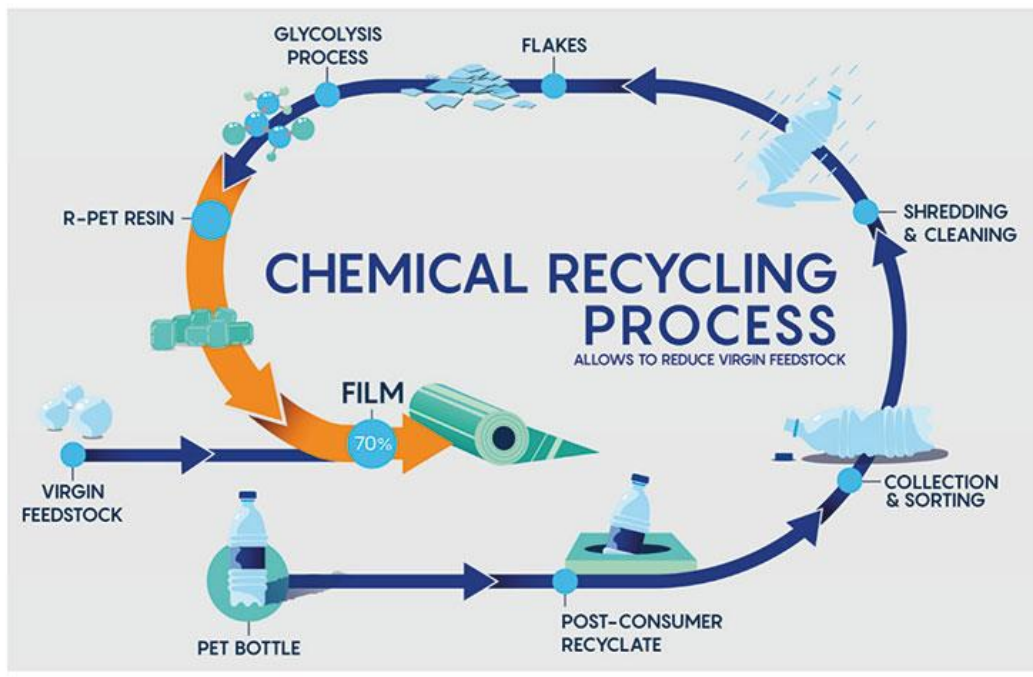 GLYCOLYSIS
PROCESS
FLAKES
R-PET RESIN
SHREDDING
& CLEANING
CHEMICAL RECYCLING
PROCESS
ALLOWS TO REDUCE VIRGIN FEEDSTOCK
FILM
70%
VIRGIN
FEEDSTOCK
COLLECTION
& SORTING
PET BOTTLE
POST-CONSUMER
RECYCLATE